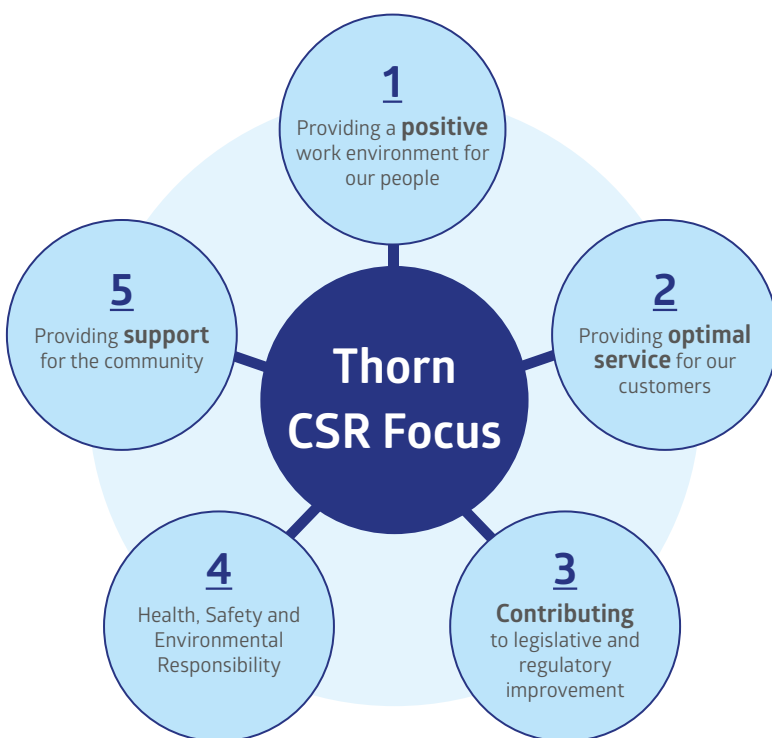 1
Providing a positive
work environment for
our people
2
Providing optimal
service for our
customers
3
Contributing
to legislative and
regulatory
improvement
4
Health, Safety and
Environmental
Responsibility
5
Providing support
for the community
Thorn
CSR Focus